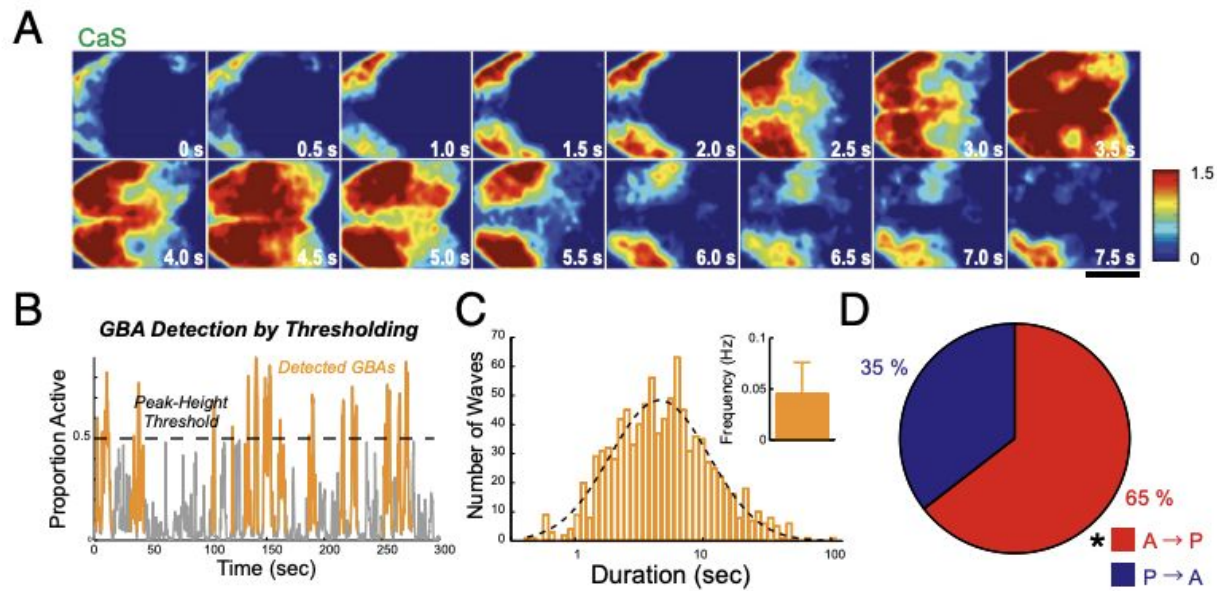 A
CaS
0 s 0.5 s 1.0 s 1.5 s 2.0 s 2.5 s 3.0 s 3.5 s
4.0 s 4.5 s 5.0 s 5.5 s 6.0 s 6.5 s 7.0 s 7.5 s
1.5
0
B
GBA Detection by Thresholding
Detected GBAs
Peak-Height
Threshold
Proportion Active
0.5
0
0 50 100 150 200 250 300
Time (sec)
C
Number of Waves
70
60
50
40
30
20
10
0
1 10 100
Duration (sec)
Frequency (Hz)
0.1
0.05
0
D
35 %
65 %
* A → P
P → A